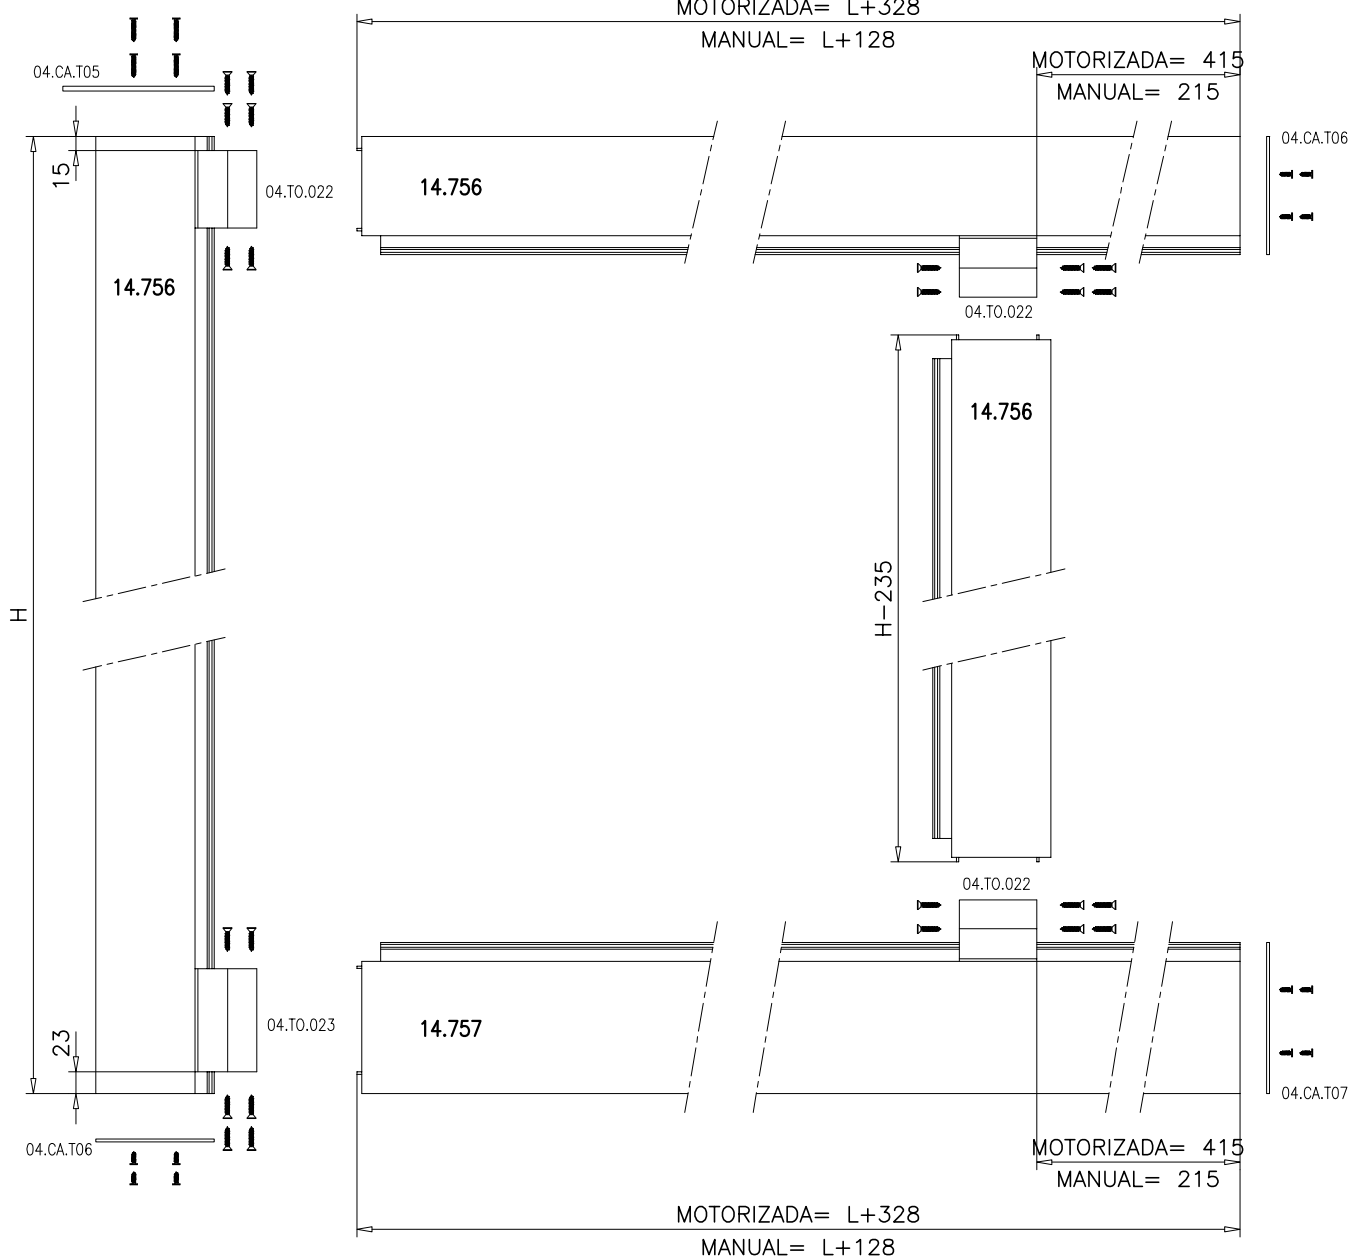 MOTORIZADA= L+328
MANUAL= L+128
MOTORIZADA= 415
MANUAL= 215
04.CA.T05
04.CA.T06
15
04.TO.022
14.756
14.756
04.TO.022
14.756
H
H-235
04.TO.022
04.TO.023
14.757
23
04.CA.T07
04.CA.T06
MOTORIZADA= 415
MANUAL= 215
MOTORIZADA= L+328
MANUAL= L+128